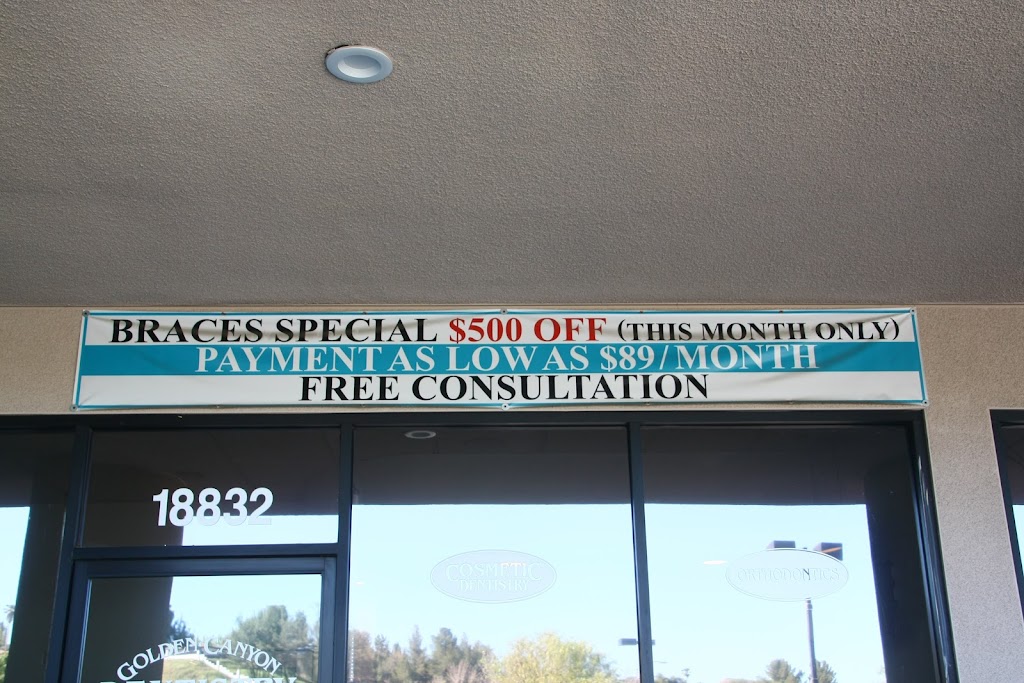 BRACES SPECIAL $500 OFF (THIS MONTH ONLY)
PAYMENT AS LOW AS $89/MONTH
FREE CONSULTATION
18832
COSMETIC
DENTISTRY
ORTHODONTICS
GOLDEN CANYON
DENTISTRY